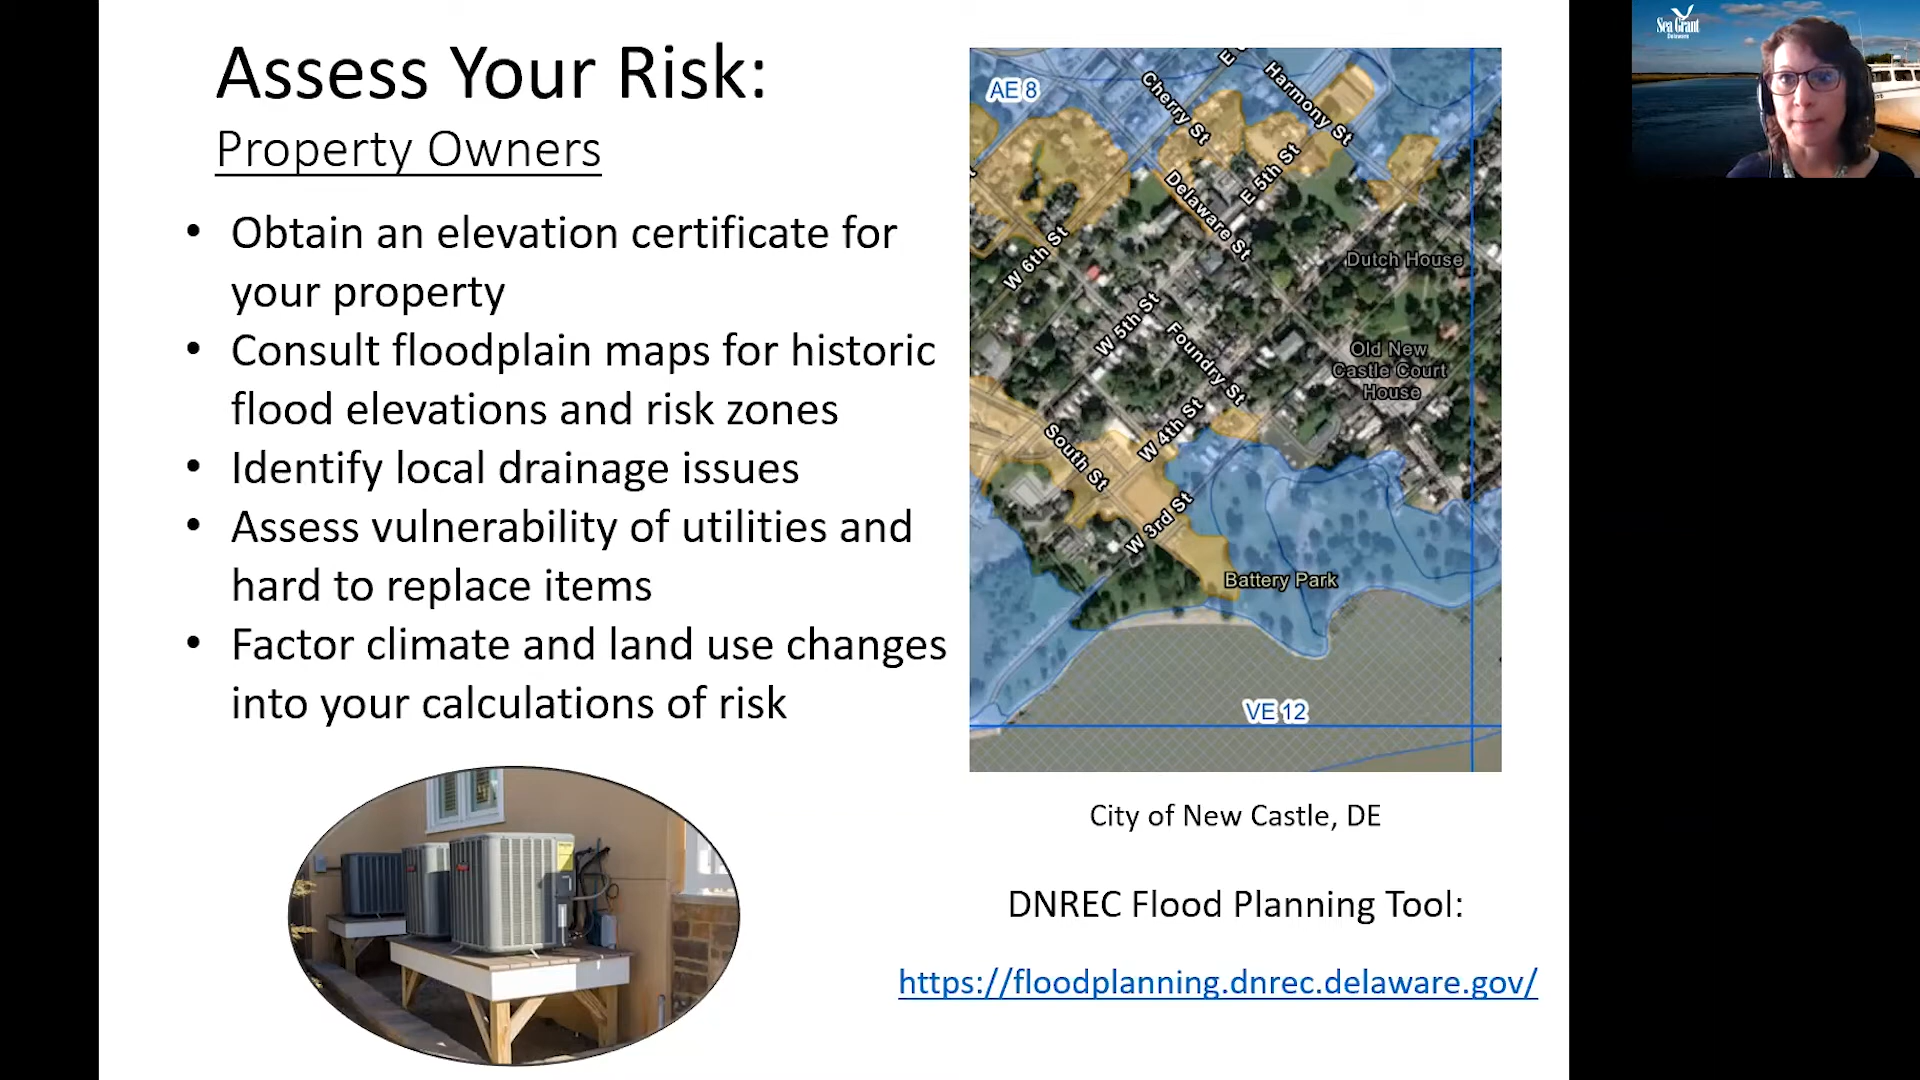 Assess Your Risk:
Property Owners
• Obtain an elevation certificate for
your property
• Consult floodplain maps for historic
flood elevations and risk zones
• Identify local drainage issues
• Assess vulnerability of utilities and
hard to replace items
• Factor climate and land use changes
into your calculations of risk
AE 8
Cherry St
Harmony St
E 5th St
Delaware St
W 6th St
Dutch House
W 5th St
Foundry St
Old New
Castle Court
House
W 4th St
South St
W 3rd St
Battery Park
VE 12
City of New Castle, DE
DNREC Flood Planning Tool:
https://floodplanning.dnrec.delaware.gov/
Sea Grant
Delaware